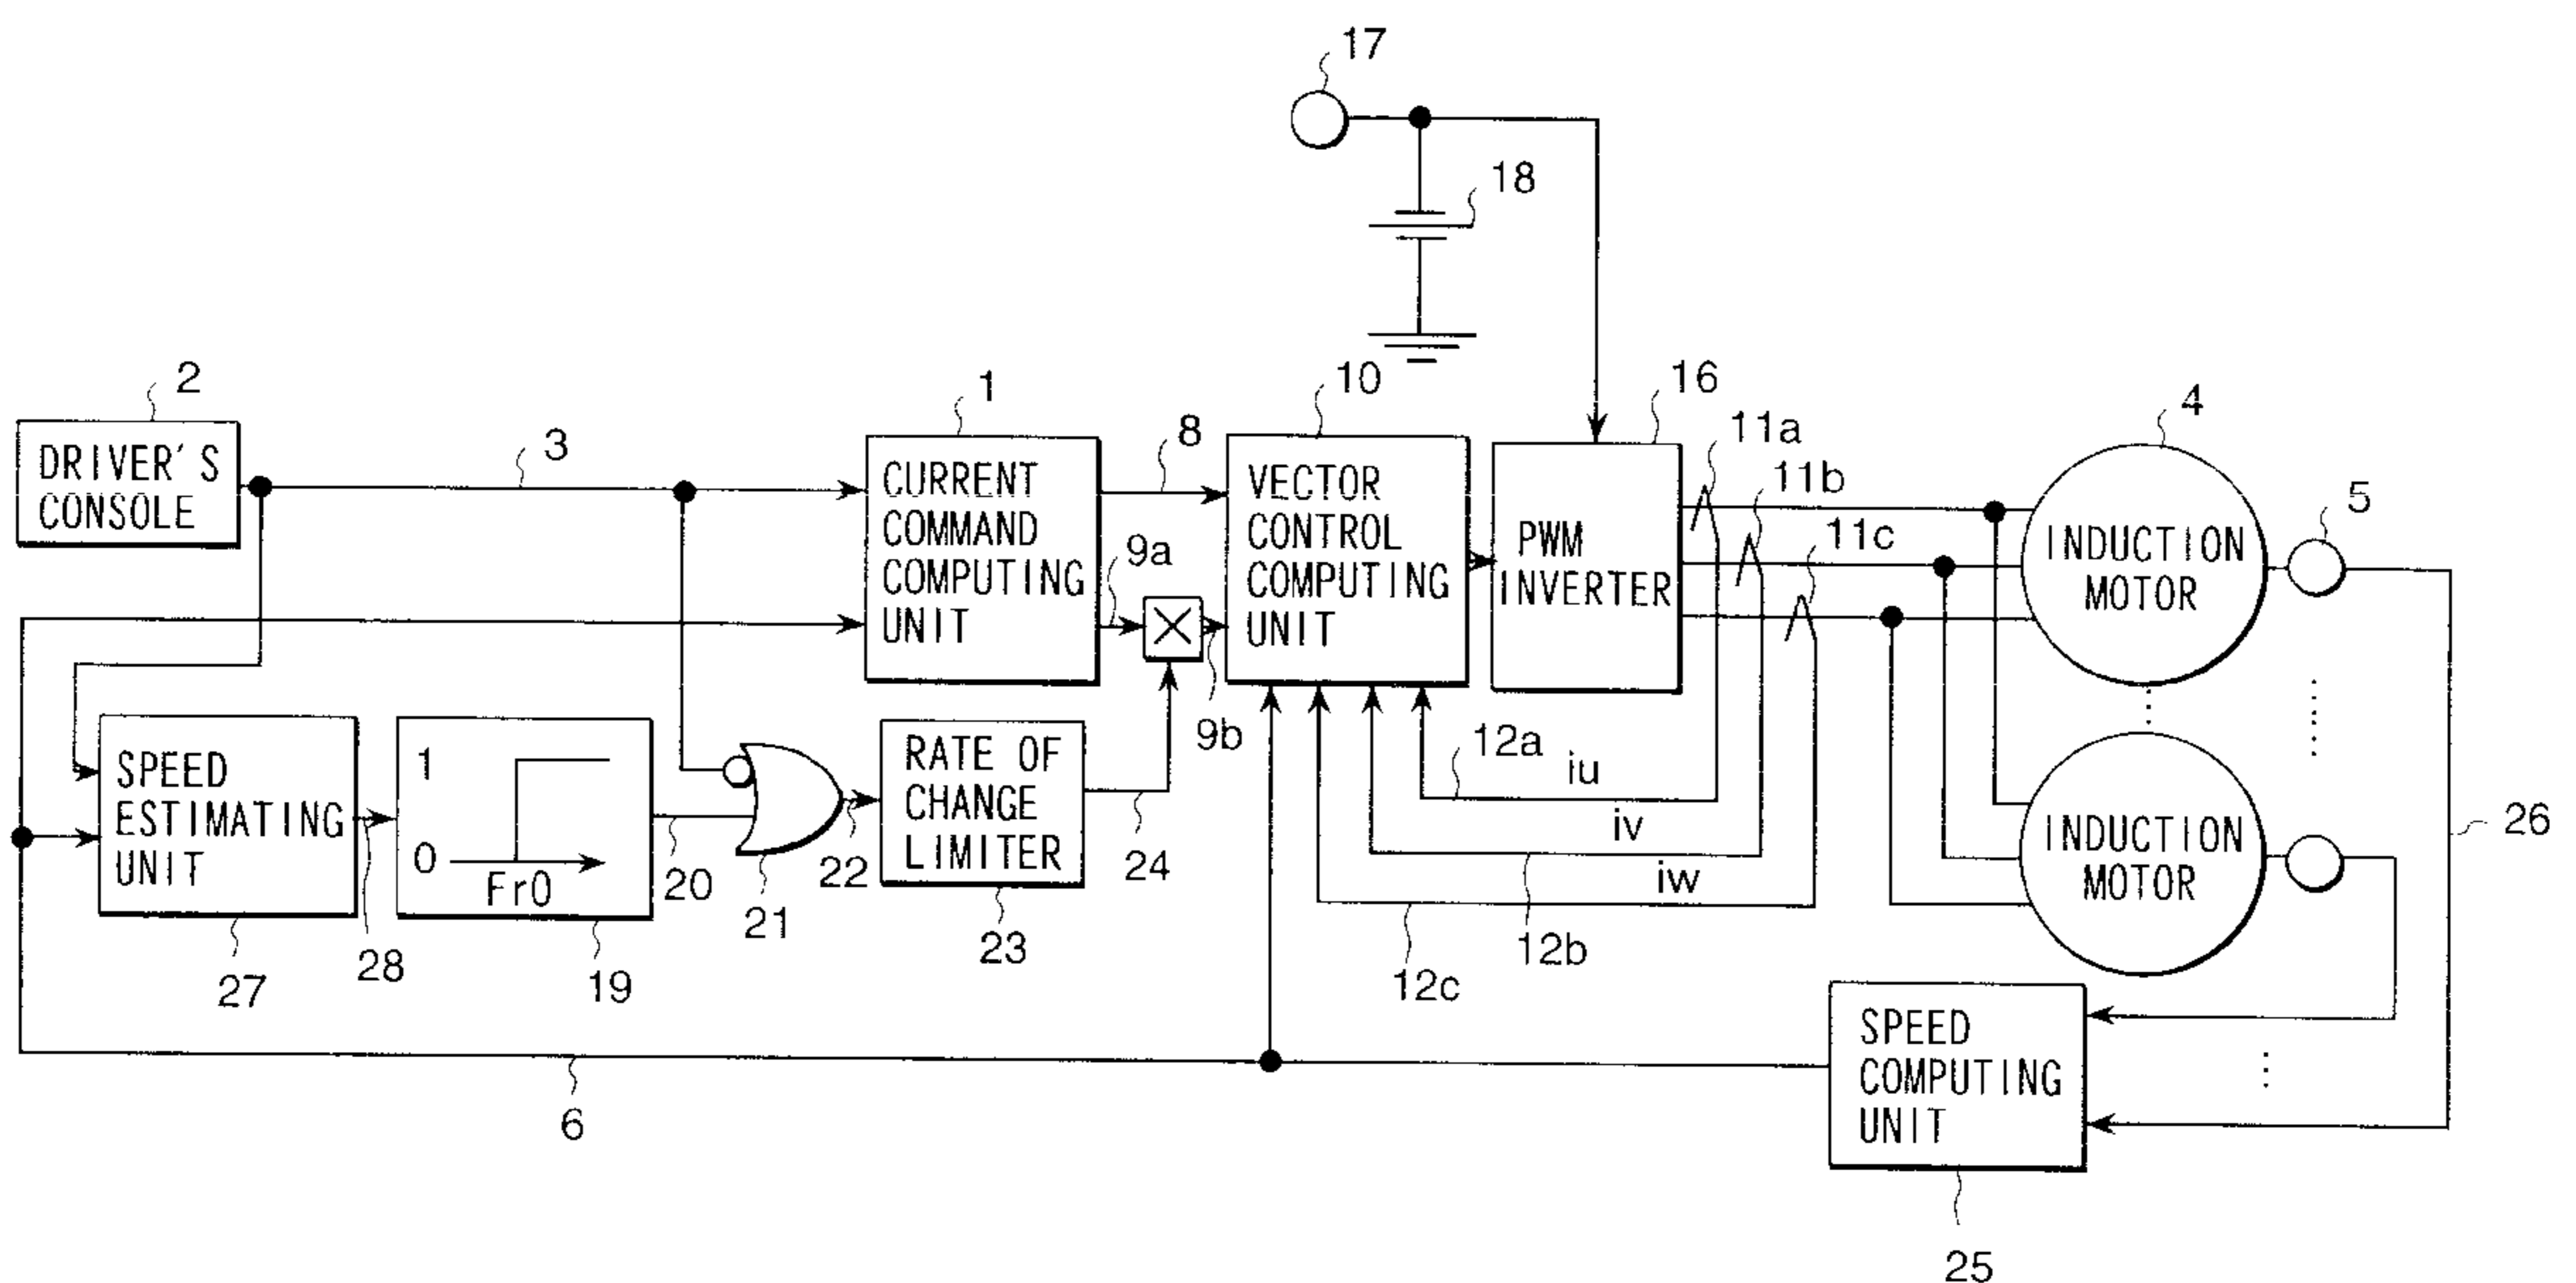 17
18
2
DRIVER'S
CONSOLE
3
1
CURRENT
COMMAND
COMPUTING
UNIT
8
9a
9b
10
VECTOR
CONTROL
COMPUTING
UNIT
16
PWM
INVERTER
11a
11b
11c
4
INDUCTION
MOTOR
5
SPEED
ESTIMATING
UNIT
27
28
1
0
Fr0
19
20
21
22
RATE OF
CHANGE
LIMITER
23
24
12a
iu
iv
iw
12b
12c
INDUCTION
MOTOR
26
6
SPEED
COMPUTING
UNIT
25